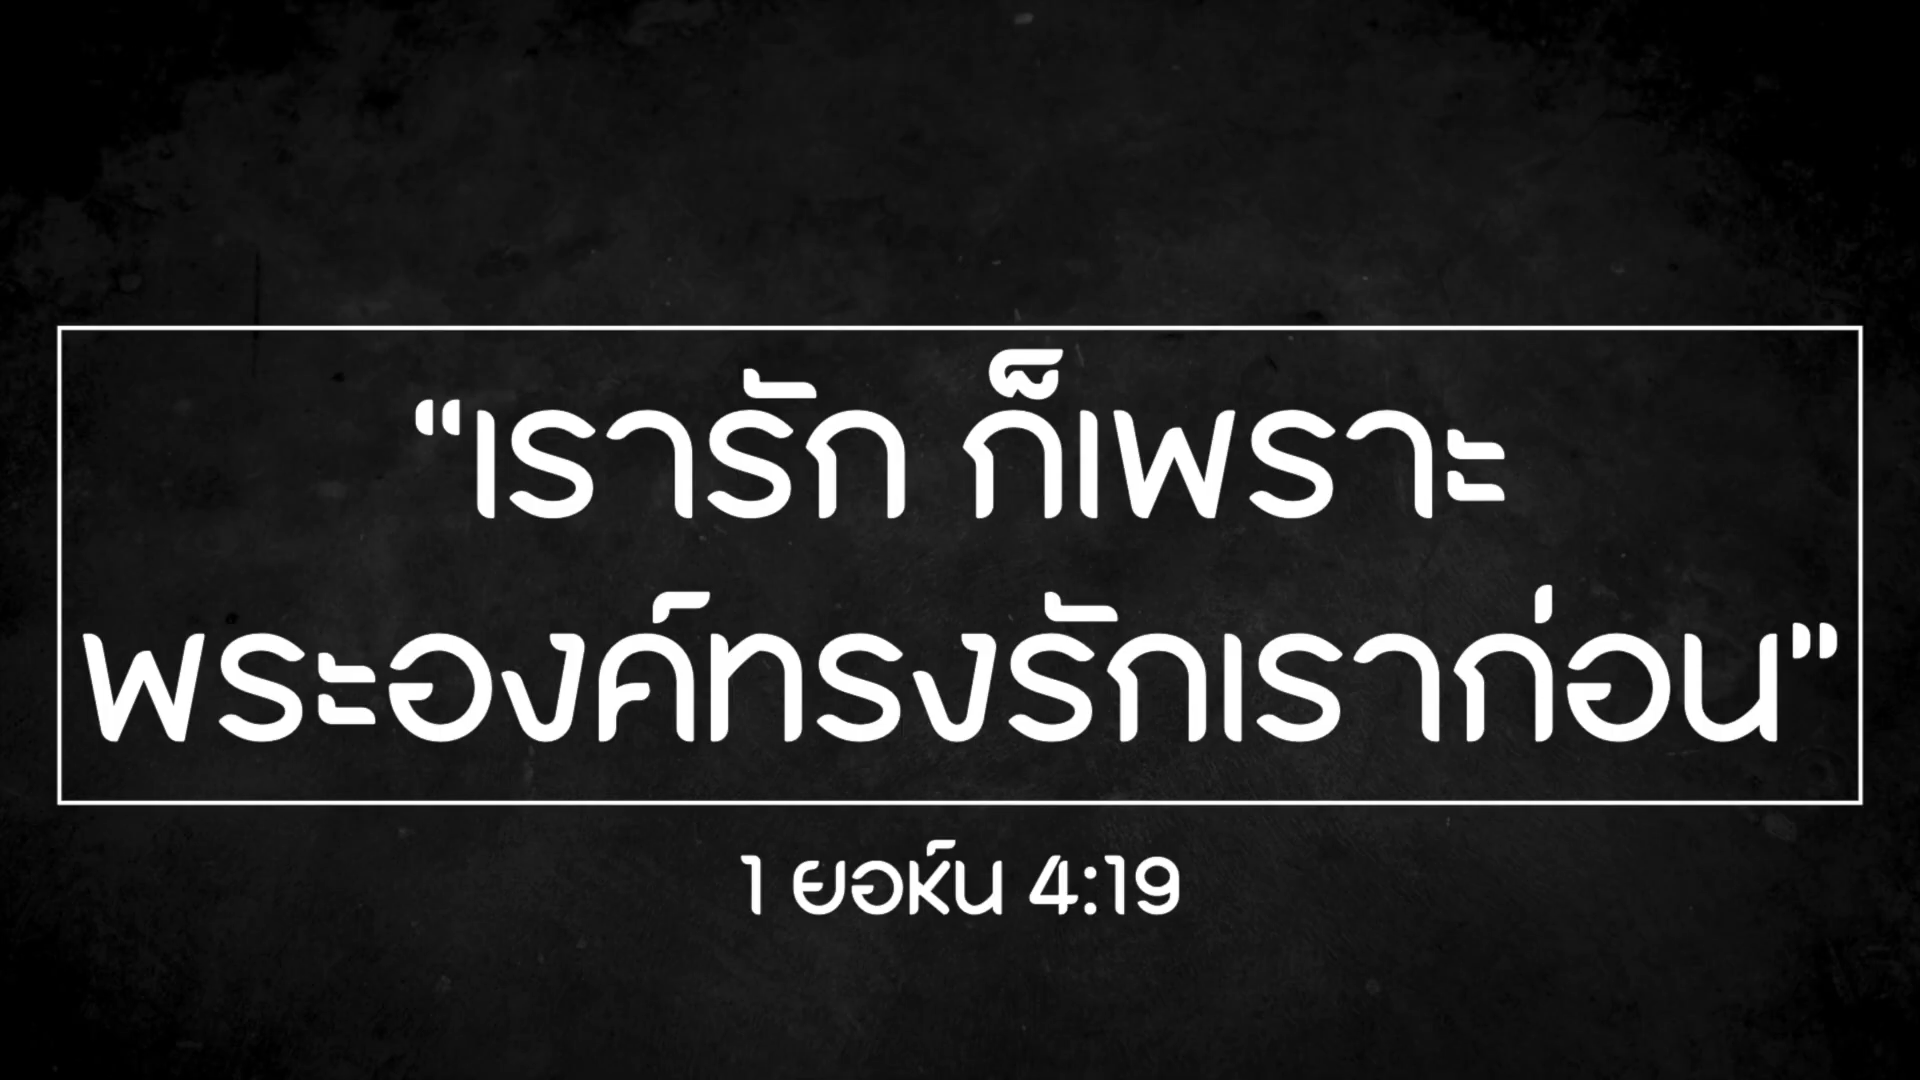 “เรารัก ก็เพราะ
พระองค์ทรงรักเราก่อน”
1 ยอห์น 4:19